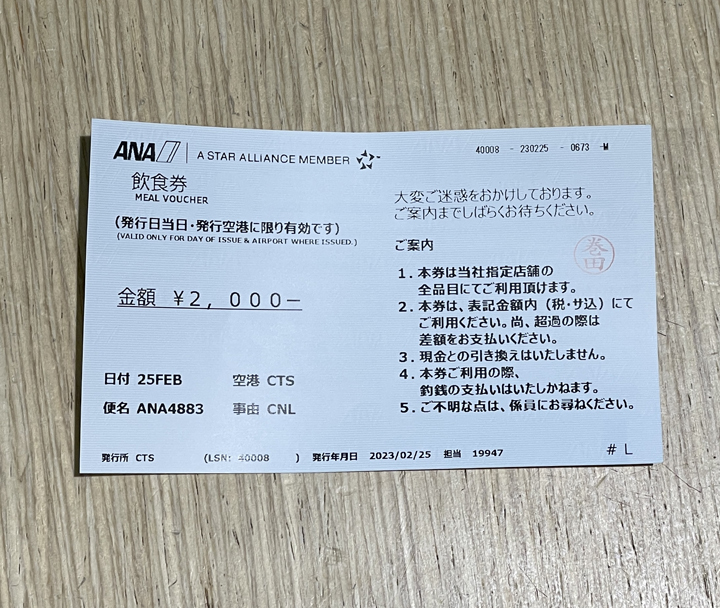 ANA A STAR ALLIANCE MEMBER
飲食券
MEAL VOUCHER
(発行日当日・発行空港に限り有効です)
(VALID ONLY FOR DAY OF ISSUE & AIRPORT WHERE ISSUED.)
金額 ¥2,000−
日付 25FEB 空港 CTS
便名 ANA4883 事由 CNL
発行所 CTS (LSN: 40008 ) 発行年月日 2023/02/25 担当 19947
40008 - 230225 - 0673 -M
大変ご迷惑をおかけしております。
ご案内までしばらくお待ちください。
ご案内
巻田
1. 本券は当社指定店舗の
全品目にてご利用頂けます。
2. 本券は、表記金額内(税・サ込)にて
ご利用ください。尚、超過の際は
差額をお支払いください。
3. 現金との引き換えはいたしません。
4. 本券ご利用の際、
釣銭の支払いはいたしかねます。
5. ご不明な点は、係員にお尋ねください。
# L